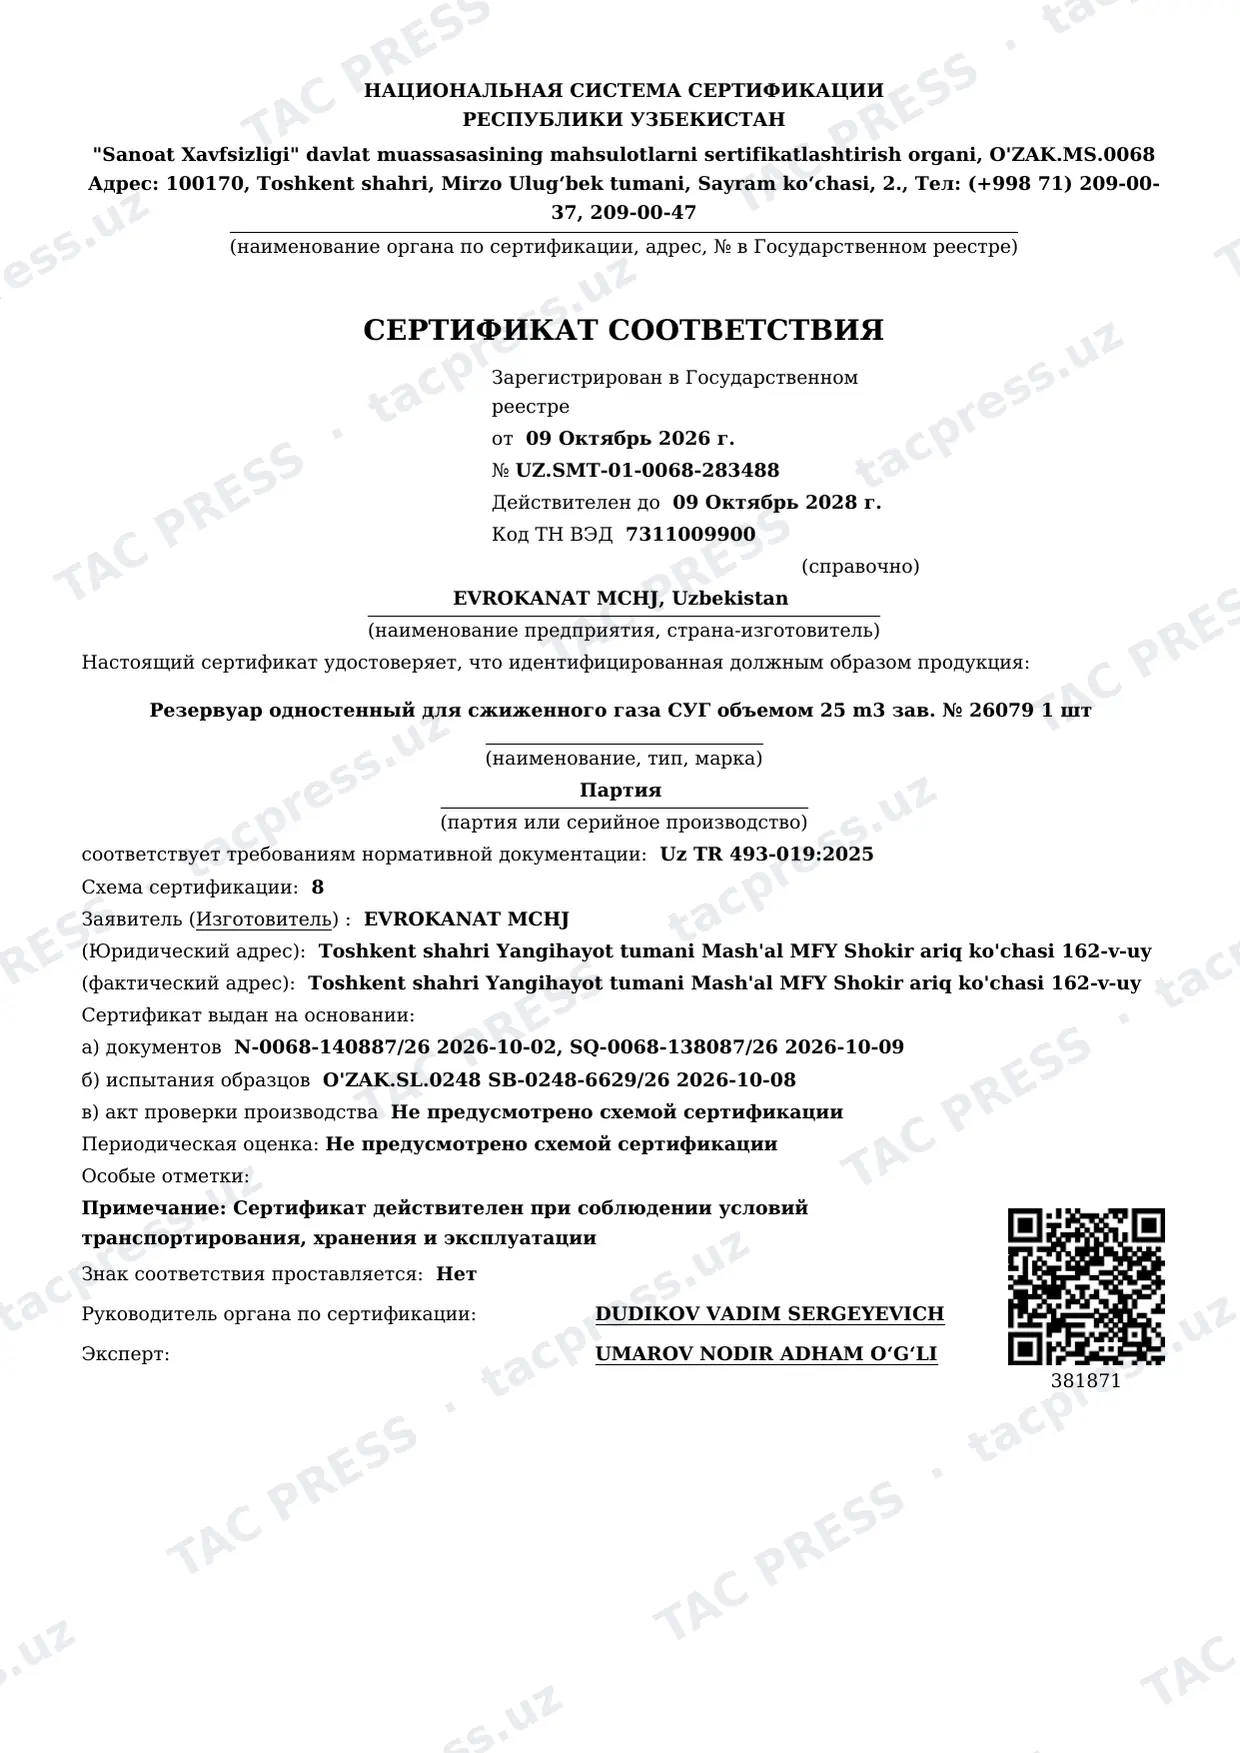 НАЦИОНАЛЬНАЯ СИСТЕМА СЕРТИФИКАЦИИ
РЕСПУБЛИКИ УЗБЕКИСТАН
"Sanoat Xavfsizligi" davlat muassasasining mahsulotlarni sertifikatlashtirish organi, O'ZAK.MS.0068
Адрес: 100170, Toshkent shahri, Mirzo Ulugʻbek tumani, Sayram koʻchasi, 2., Тел: (+998 71) 209-00-
37, 209-00-47
(наименование органа по сертификации, адрес, № в Государственном реестре)
СЕРТИФИКАТ СООТВЕТСТВИЯ
Зарегистрирован в Государственном
реестре
от 09 Октябрь 2026 г.
№ UZ.SMT-01-0068-283488
Действителен до 09 Октябрь 2028 г.
Код ТН ВЭД 7311009900
(справочно)
EVROKANAT MCHJ, Uzbekistan
(наименование предприятия, страна-изготовитель)
Настоящий сертификат удостоверяет, что идентифицированная должным образом продукция:
Резервуар одностенный для сжиженного газа СУГ объемом 25 m3 зав. № 26079 1 шт
(наименование, тип, марка)
Партия
(партия или серийное производство)
соответствует требованиям нормативной документации: Uz TR 493-019:2025
Схема сертификации: 8
Заявитель (Изготовитель) : EVROKANAT MCHJ
(Юридический адрес): Toshkent shahri Yangihayot tumani Mash'al MFY Shokir ariq ko'chasi 162-v-uy
(фактический адрес): Toshkent shahri Yangihayot tumani Mash'al MFY Shokir ariq ko'chasi 162-v-uy
Сертификат выдан на основании:
а) документов N-0068-140887/26 2026-10-02, SQ-0068-138087/26 2026-10-09
б) испытания образцов O'ZAK.SL.0248 SB-0248-6629/26 2026-10-08
в) акт проверки производства Не предусмотрено схемой сертификации
Периодическая оценка: Не предусмотрено схемой сертификации
Особые отметки:
Примечание: Сертификат действителен при соблюдении условий
транспортирования, хранения и эксплуатации
Знак соответствия проставляется: Нет
Руководитель органа по сертификации: DUDIKOV VADIM SERGEYEVICH
Эксперт: UMAROV NODIR ADHAM OʻGʻLI
381871
TAC PRESS · tacpress.uz